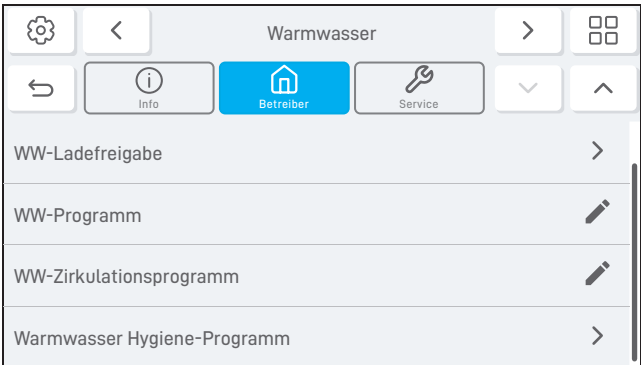 Warmwasser
Info
Betreiber
Service
WW-Ladefreigabe
WW-Programm
WW-Zirkulationsprogramm
Warmwasser Hygiene-Programm